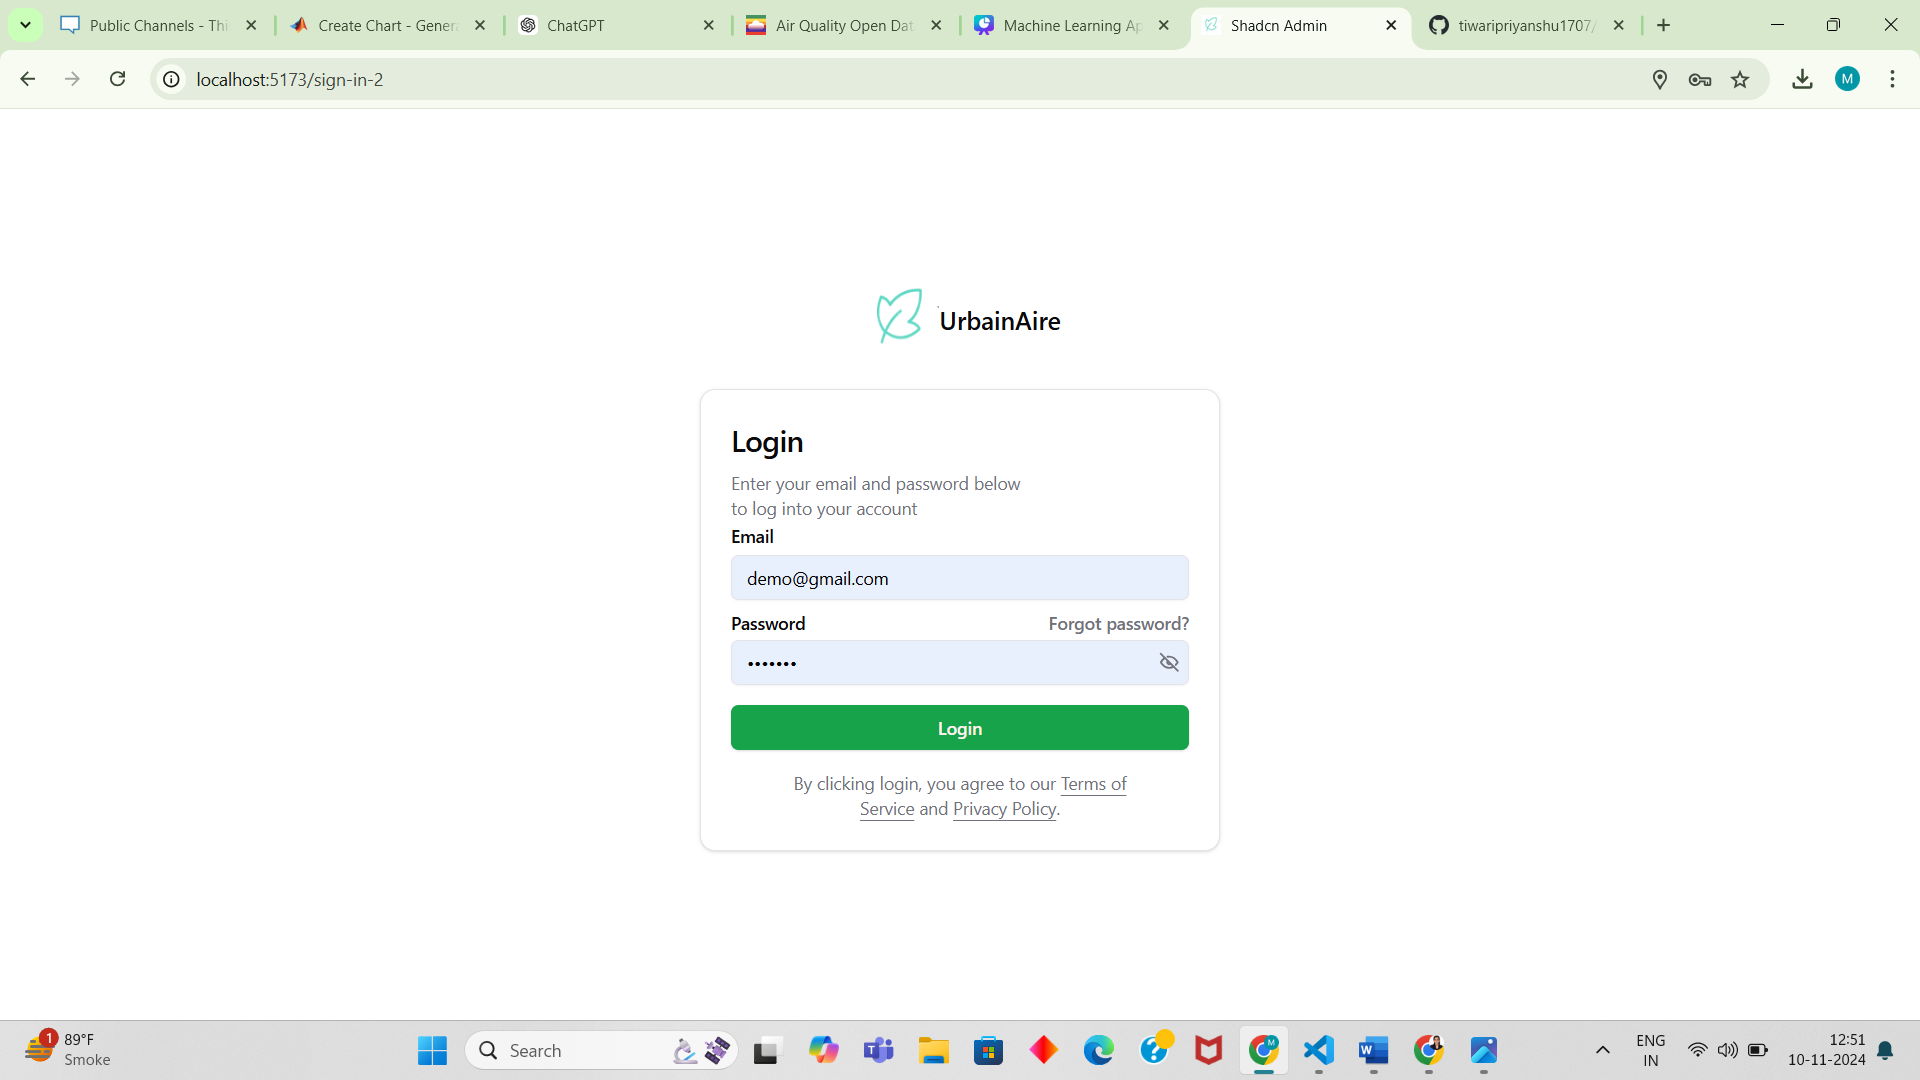 Public Channels - Thi
Create Chart - Gener
ChatGPT
Air Quality Open Dat
Machine Learning Ap
Shadcn Admin
tiwaripriyanshu1707/
localhost:5173/sign-in-2
M
UrbainAire
Login
Enter your email and password below
to log into your account
Email
demo@gmail.com
Password
Forgot password?
•••••••
Login
By clicking login, you agree to our Terms of
Service and Privacy Policy.
1
89°F
Smoke
Search
ENG
IN
12:51
10-11-2024